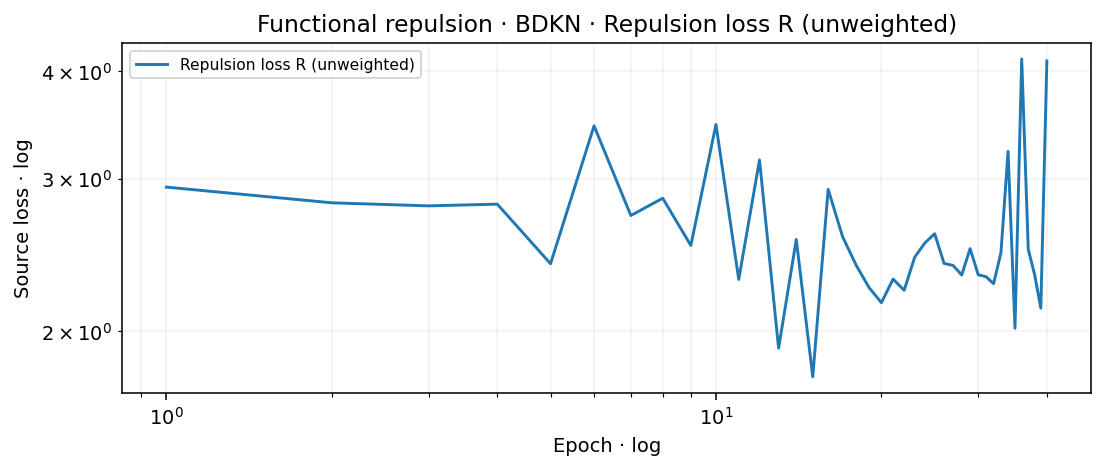 Functional repulsion · BDKN · Repulsion loss R (unweighted)
Repulsion loss R (unweighted)
4 × 10⁰
3 × 10⁰
2 × 10⁰
Source loss · log
10⁰ 10¹
Epoch · log